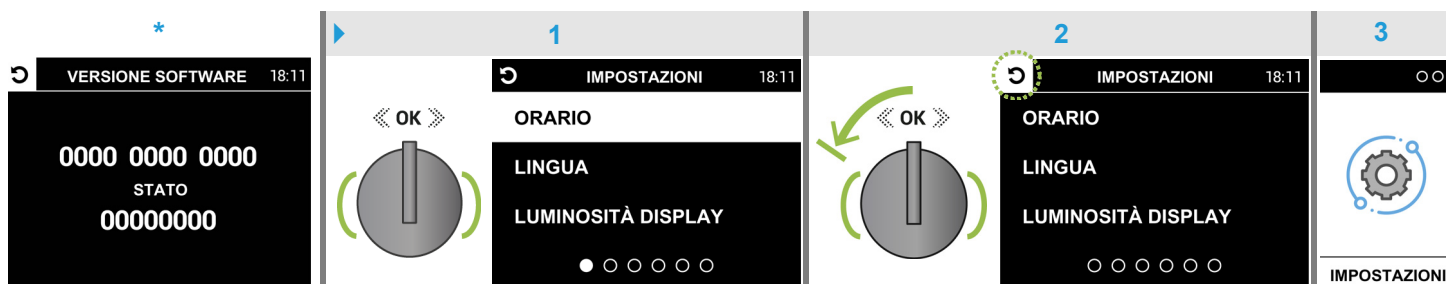 *
VERSIONE SOFTWARE 18:11
0000 0000 0000
STATO
00000000
1
OK
IMPOSTAZIONI 18:11
ORARIO
LINGUA
LUMINOSITÀ DISPLAY
2
OK
IMPOSTAZIONI 18:11
ORARIO
LINGUA
LUMINOSITÀ DISPLAY
3
IMPOSTAZIONI